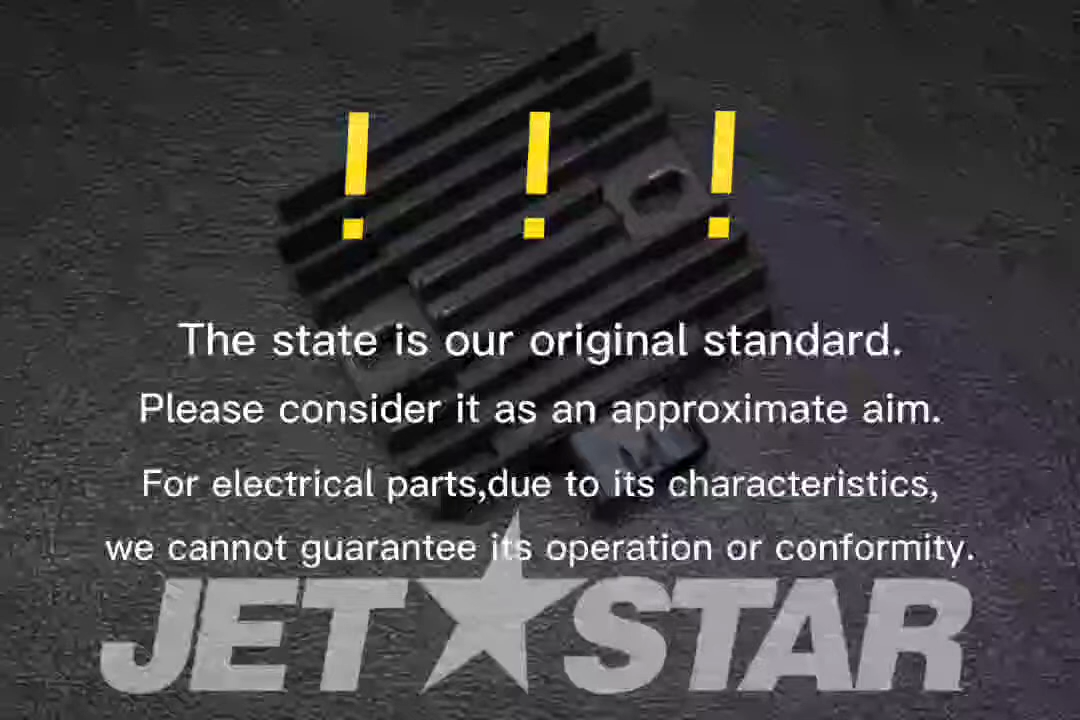 ! ! !
The state is our original standard.
Please consider it as an approximate aim.
For electrical parts,due to its characteristics,
we cannot guarantee its operation or conformity.
JET★STAR